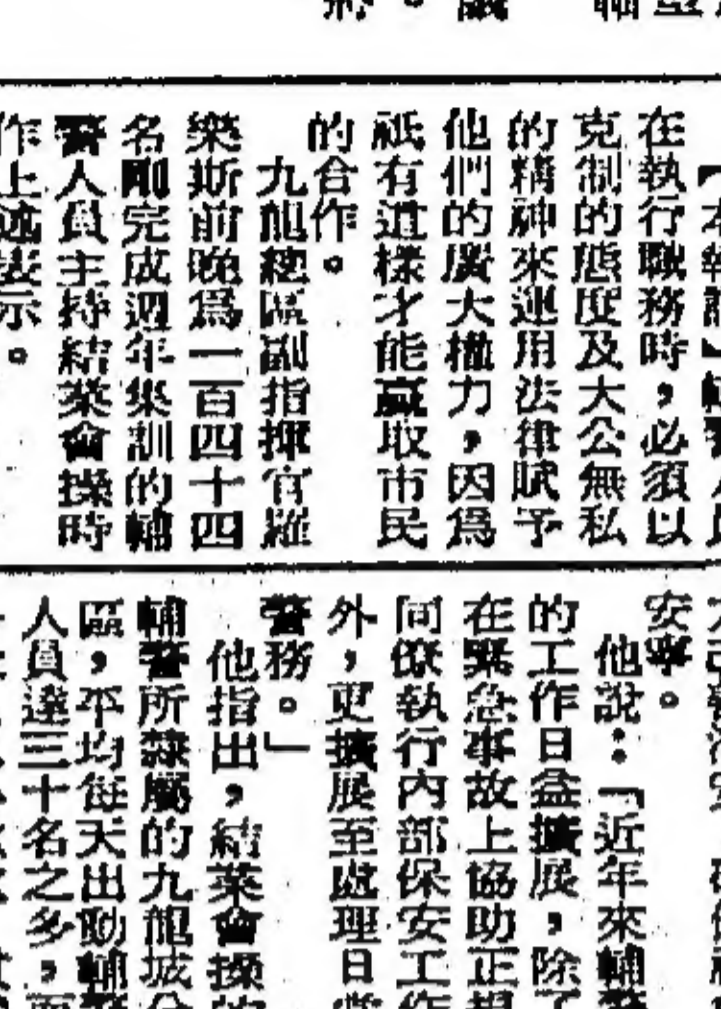 在執行職務時，必須以
克制的態度及大公無私
的精神來運用法律賦予
他們的廣大權力，因爲
祇有這樣才能贏取市民
的合作。
九龍總區副指揮官羅
樂斯前晚爲一百四十四
名剛完成週年集訓的輔
警人員主持結業會操時
作上述表示。
安寧。
他說：「近年來輔警
的工作日益擴展，除了
在緊急事故上協助正規
同僚執行內部保安工作
外，更擴展至處理日常
警務。」
他指出，結業會操的
輔警所隸屬的九龍城分
區，平均每天出動輔警
人員達三十名之多，而